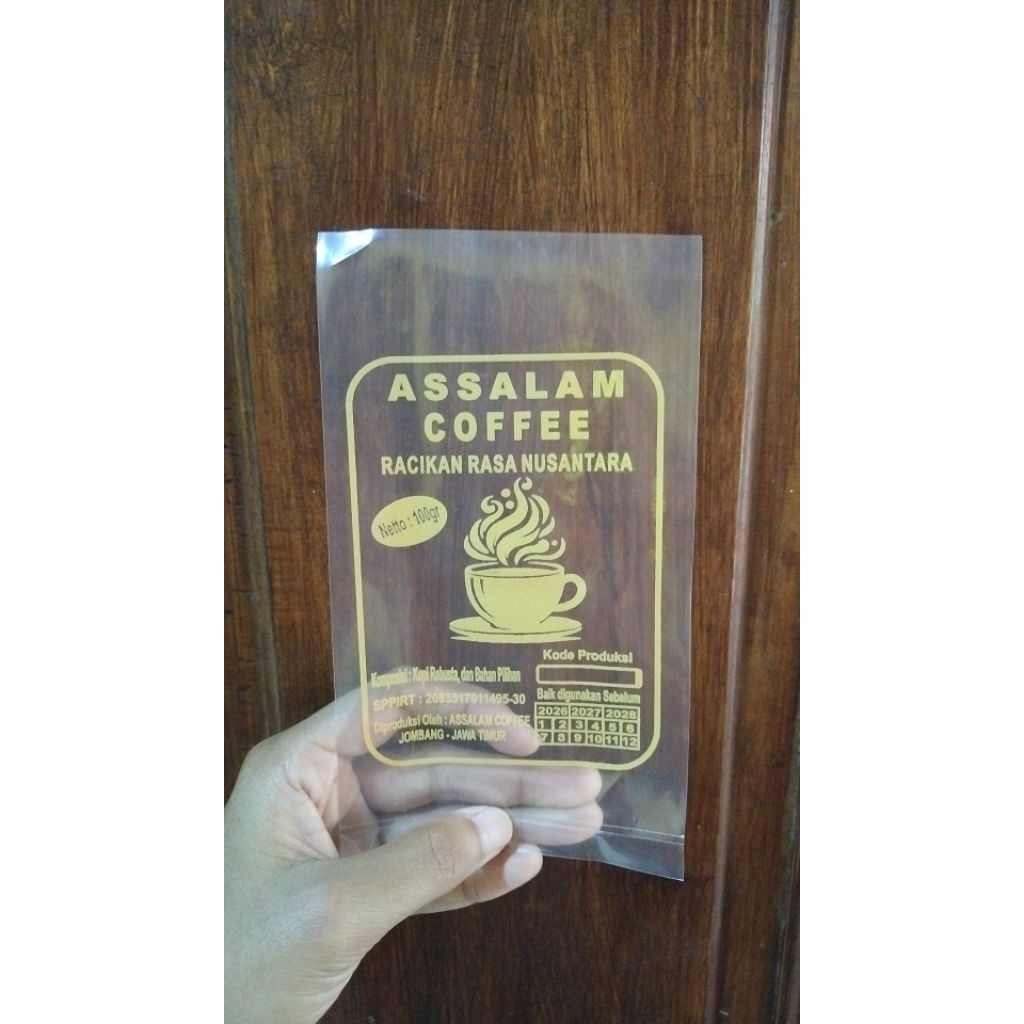 ASSALAM
COFFEE
RACIKAN RASA NUSANTARA
Netto : 100gr
Komposisi : Kopi Robusta, dan Bahan Pilihan
SPPIRT : 2083517011495-30
Diproduksi Oleh : ASSALAM COFFEE
JOMBANG - JAWA TIMUR
Kode Produksi
Baik digunakan Sebelum
2026 2027 2028
1 2 3 4 5 6
7 8 9 10 11 12